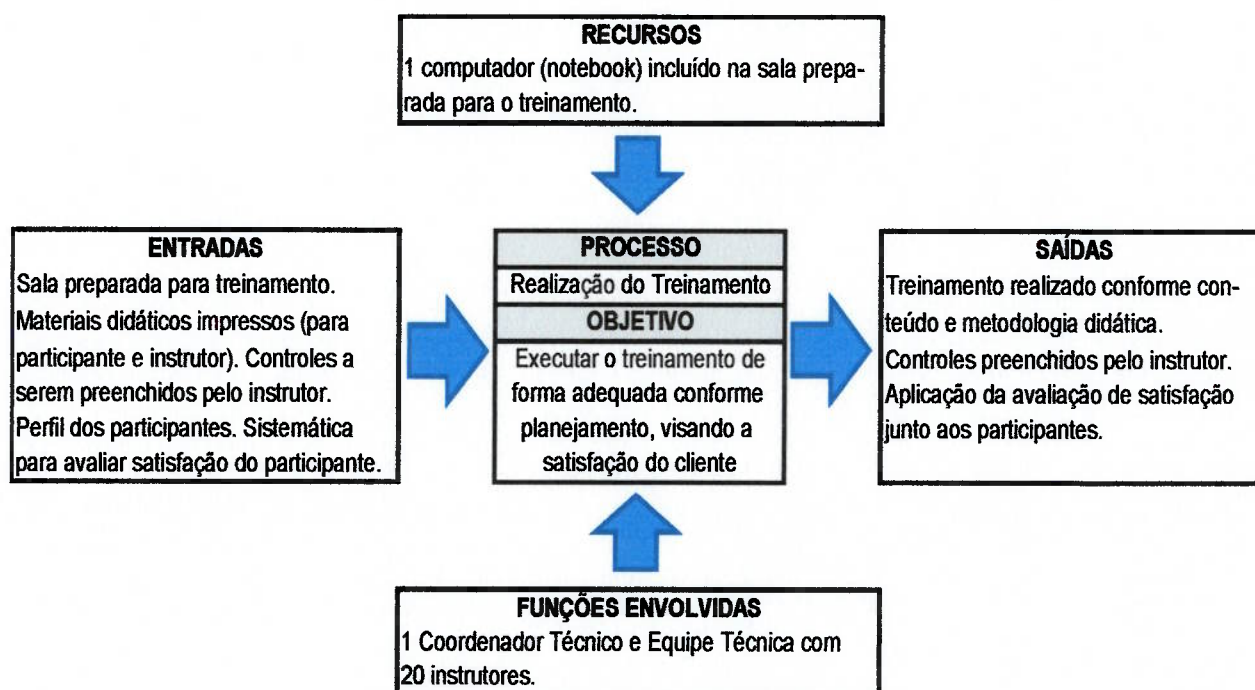 RECURSOS
1 computador (notebook) incluído na sala prepa-
rada para o treinamento.
ENTRADAS
Sala preparada para treinamento.
Materiais didáticos impressos (para
participante e instrutor). Controles a
serem preenchidos pelo instrutor.
Perfil dos participantes. Sistemática
para avaliar satisfação do participante.
PROCESSO
Realização do Treinamento
OBJETIVO
Executar o treinamento de
forma adequada conforme
planejamento, visando a
satisfação do cliente
SAÍDAS
Treinamento realizado conforme con-
teúdo e metodologia didática.
Controles preenchidos pelo instrutor.
Aplicação da avaliação de satisfação
junto aos participantes.
FUNÇÕES ENVOLVIDAS
1 Coordenador Técnico e Equipe Técnica com
20 instrutores.